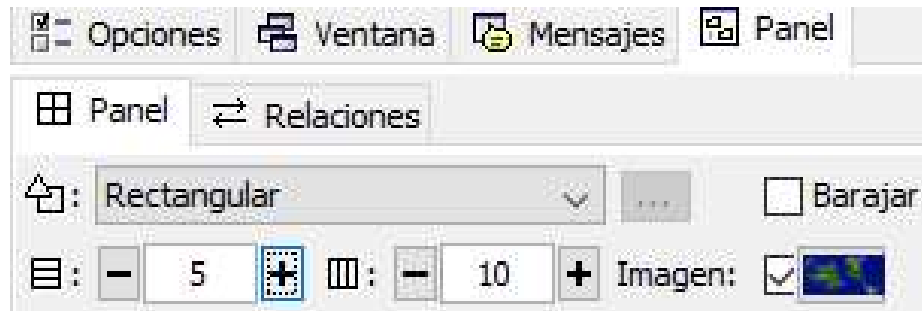 Opciones Ventana Mensajes Panel
Panel Relaciones
: Rectangular ... Barajar
: - 5 + : - 10 + Imagen: